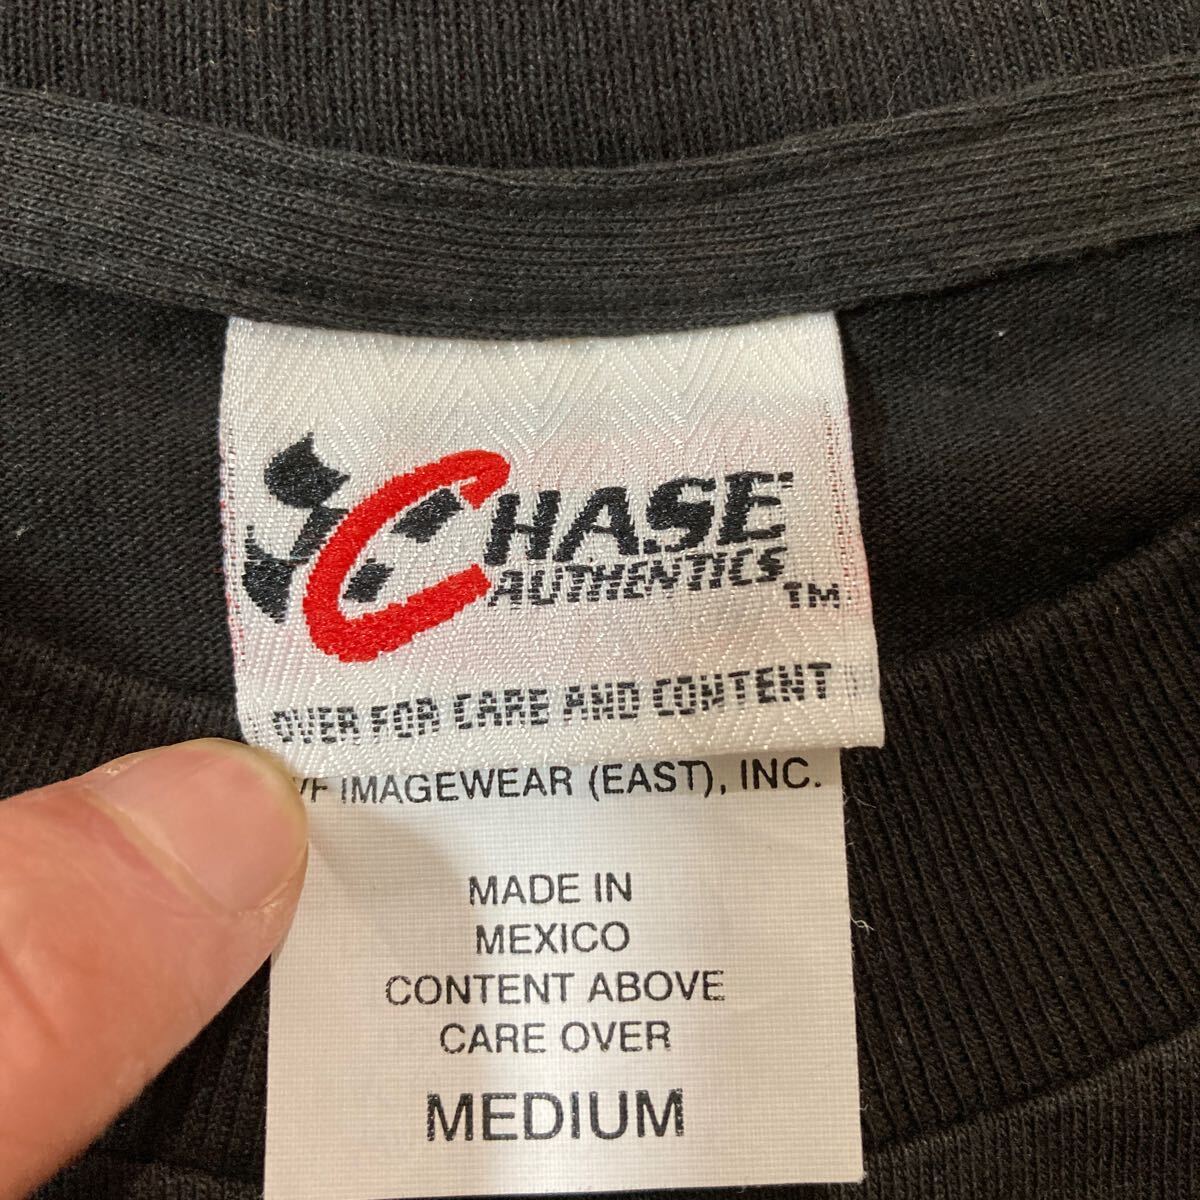 CHASE
AUTHENTICS TM
OVER FOR CARE AND CONTENT
VF IMAGEWEAR (EAST), INC.
MADE IN
MEXICO
CONTENT ABOVE
CARE OVER
MEDIUM